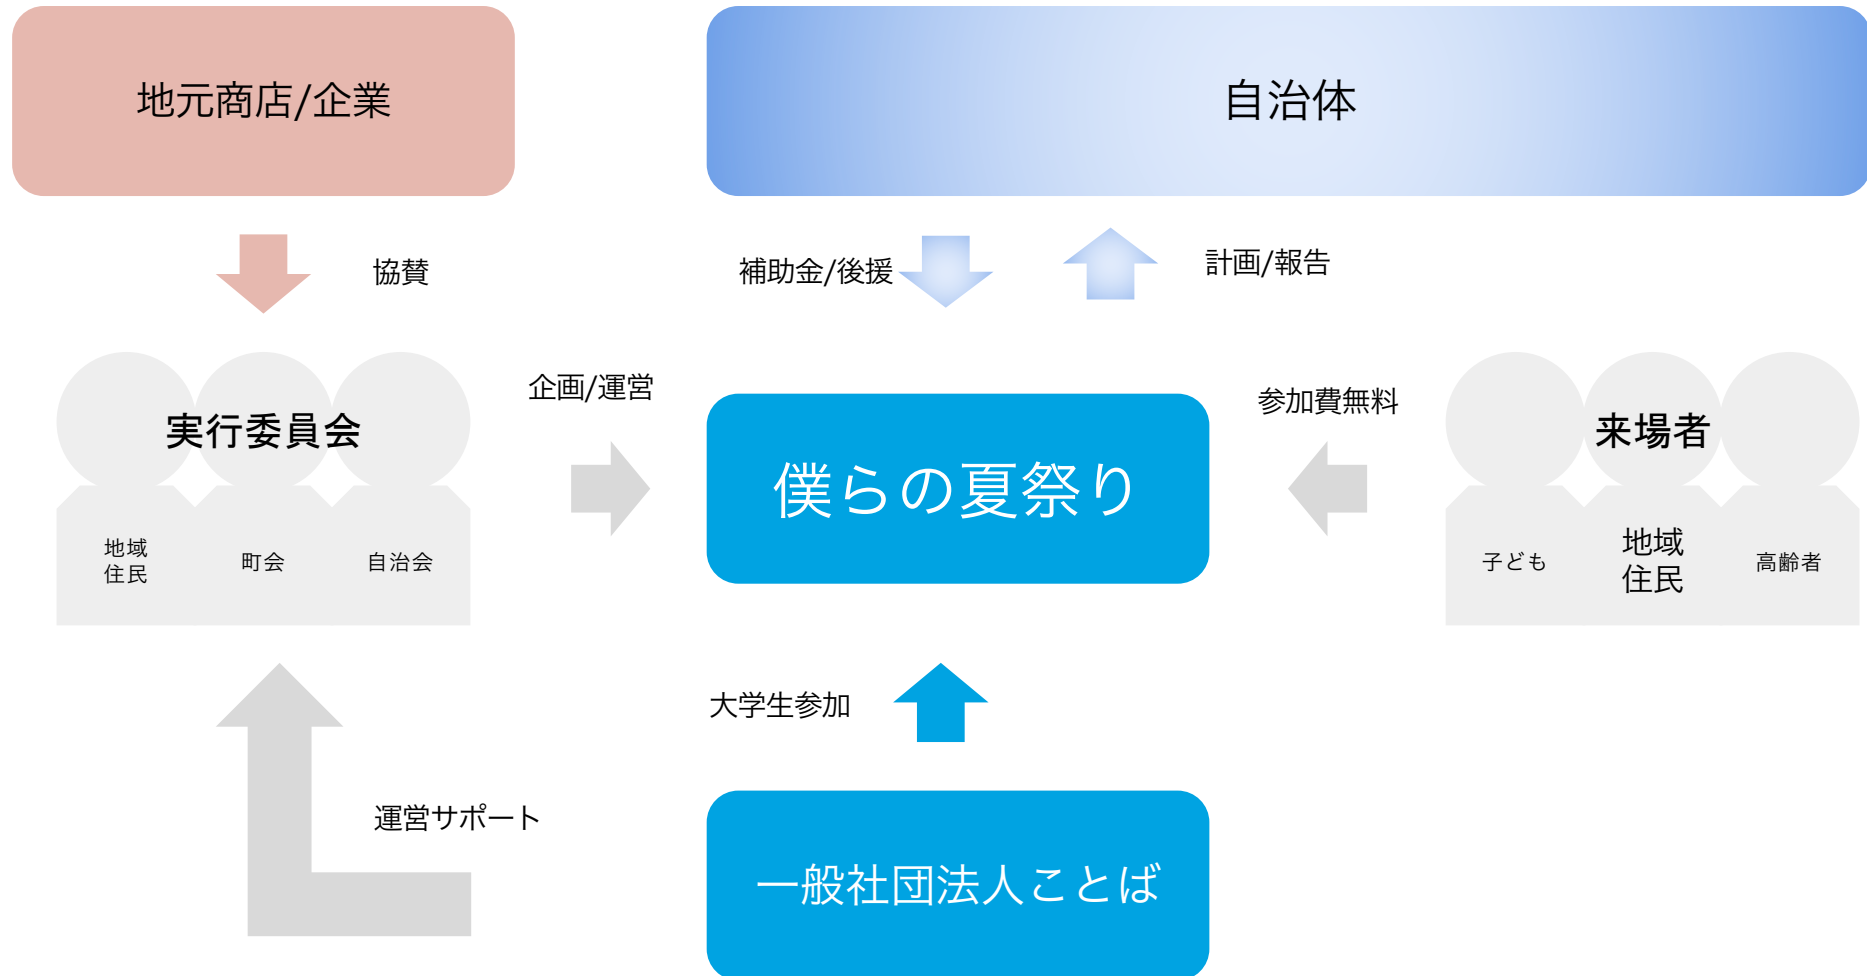 地元商店/企業
自治体
協賛
補助金/後援
計画/報告
企画/運営
参加費無料
実行委員会
僕らの夏祭り
来場者
地域
住民
町会
自治会
子ども
地域
住民
高齢者
大学生参加
運営サポート
一般社団法人ことば